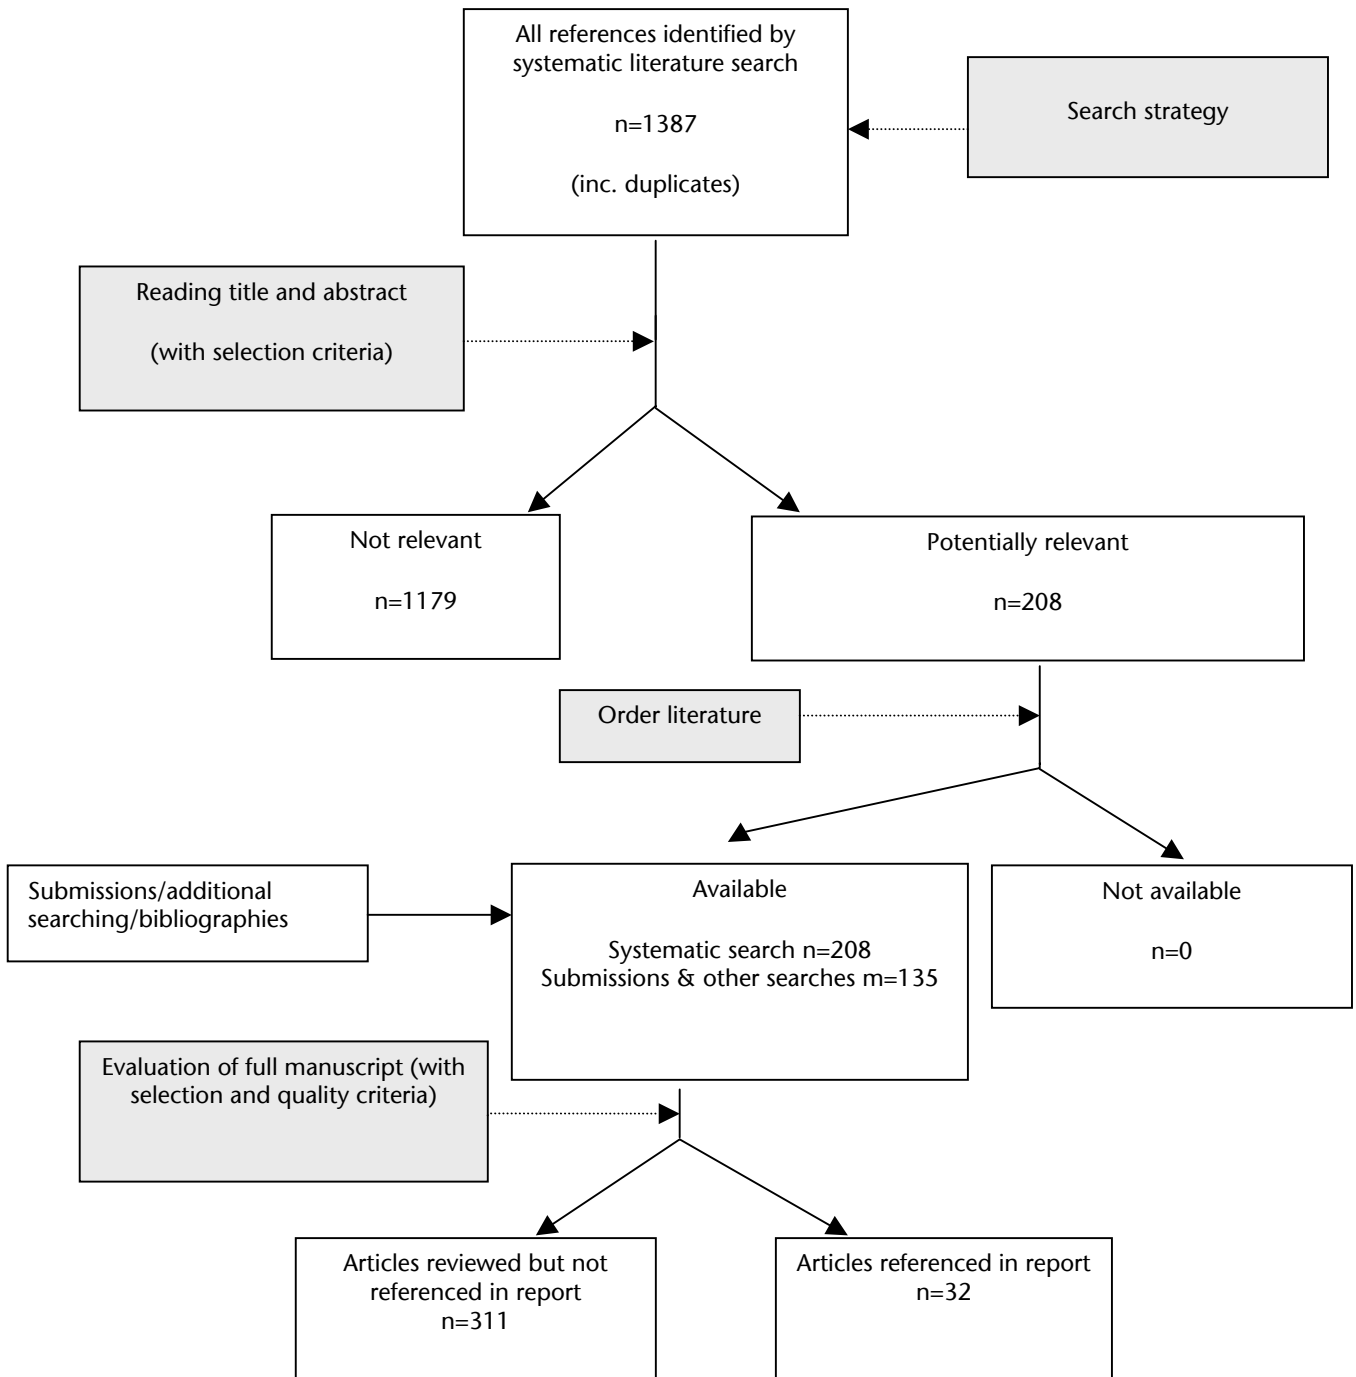 All references identified by
systematic literature search
n=1387
(inc. duplicates)
Search strategy
Reading title and abstract
(with selection criteria)
Not relevant
n=1179
Potentially relevant
n=208
Order literature
Submissions/additional
searching/bibliographies
Available
Systematic search n=208
Submissions & other searches m=135
Not available
n=0
Evaluation of full manuscript (with
selection and quality criteria)
Articles reviewed but not
referenced in report
n=311
Articles referenced in report
n=32